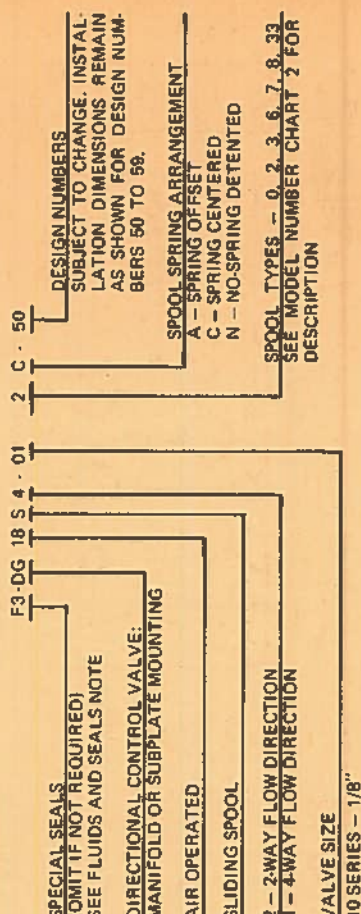 F3-DG 18 S 4 - 01 2 C - 50
SPECIAL SEALS
OMIT IF NOT REQUIRED)
SEE FLUIDS AND SEALS NOTE
DIRECTIONAL CONTROL VALVE:
MANIFOLD OR SUBPLATE MOUNTING
AIR OPERATED
SLIDING SPOOL
– 2-WAY FLOW DIRECTION
– 4-WAY FLOW DIRECTION
VALVE SIZE
SERIES – 1/8"
DESIGN NUMBERS
SUBJECT TO CHANGE. INSTAL-
LATION DIMENSIONS REMAIN
AS SHOWN FOR DESIGN NUM-
BERS 50 TO 59.
SPOOL SPRING ARRANGEMENT
A – SPRING OFFSET
C – SPRING CENTERED
N – NO-SPRING DETENTED
SPOOL TYPES – 0, 2, 3, 6, 7, 8, 33
SEE MODEL NUMBER CHART 2 FOR
DESCRIPTION